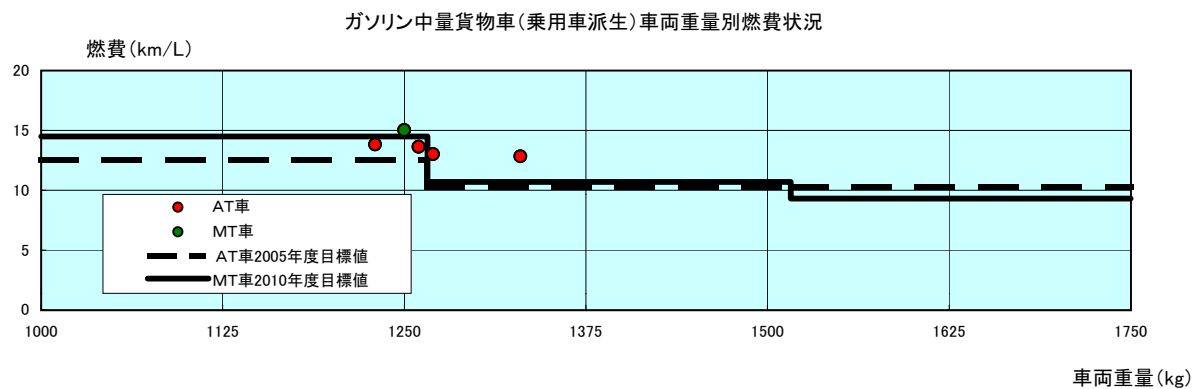 ガソリン中量貨物車(乗用車派生)車両重量別燃費状況
燃費(km/L)
20
15
10
5
0
AT車
MT車
AT車2005年度目標値
MT車2010年度目標値
1000 1125 1250 1375 1500 1625 1750
車両重量(kg)